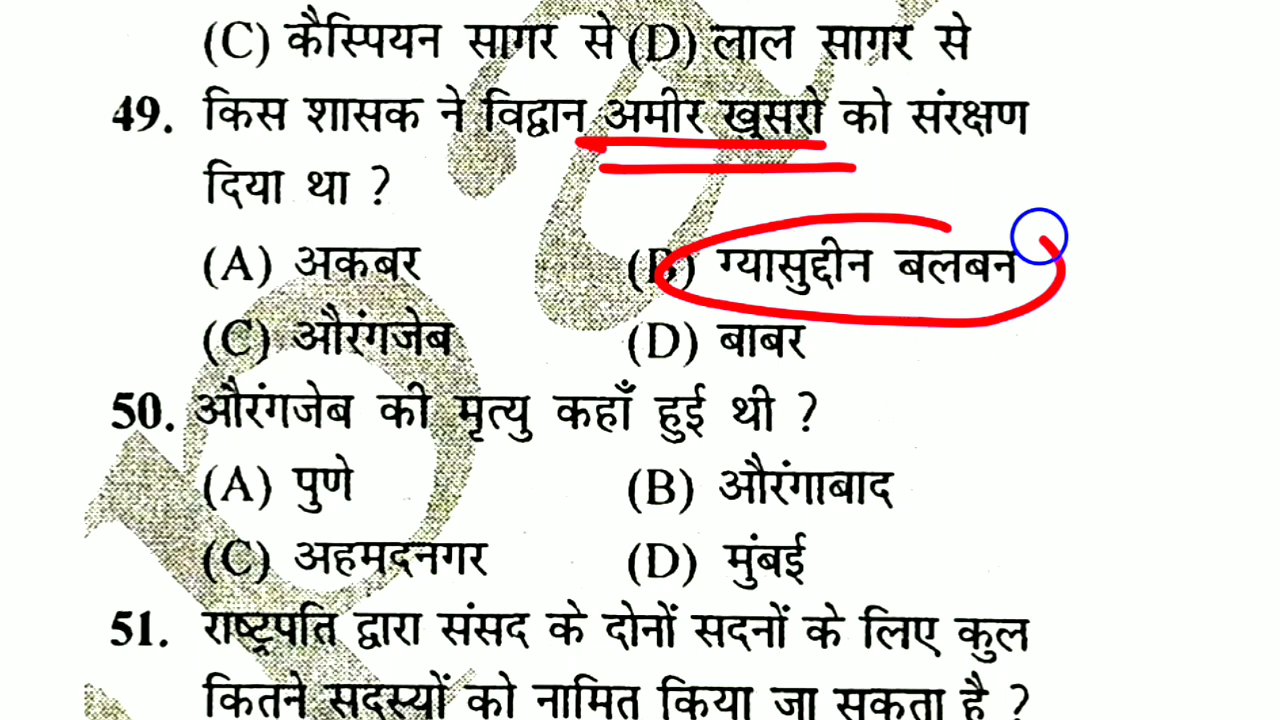 (C) कैस्पियन सागर से (D) लाल सागर से
49. किस शासक ने विद्वान अमीर खुसरो को संरक्षण
दिया था ?
(A) अकबर (B) ग्यासुद्दीन बलबन
(C) औरंगजेब (D) बाबर
50. औरंगजेब की मृत्यु कहाँ हुई थी ?
(A) पुणे (B) औरंगाबाद
(C) अहमदनगर (D) मुंबई
51. राष्ट्रपति द्वारा संसद के दोनों सदनों के लिए कुल
कितने सदस्यों को नामित किया जा सकता है ?